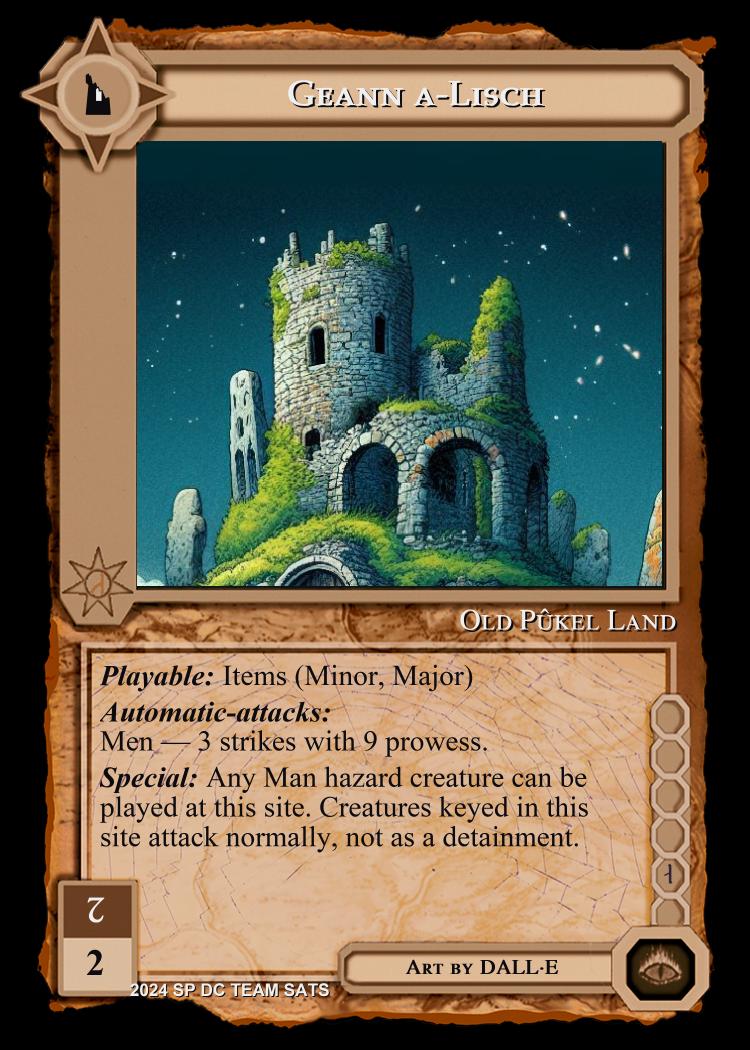 Geann a-Lisch
Old Pûkel Land
Playable: Items (Minor, Major)
Automatic-attacks:
Men — 3 strikes with 9 prowess.
Special: Any Man hazard creature can be
played at this site. Creatures keyed in this
site attack normally, not as a detainment.
2
Art by DALL·E
2024 SP DC TEAM SATS